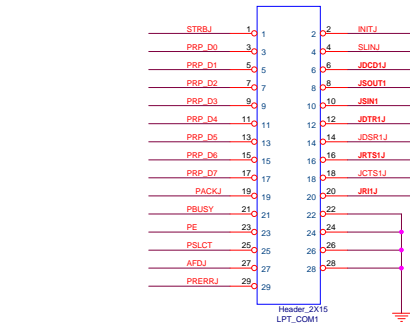 STRBJ 1 1 2 2 INITJ
PRP_D0 3 3 4 4 SLINJ
PRP_D1 5 5 6 6 JDCD1J
PRP_D2 7 7 8 8 JSOUT1
PRP_D3 9 9 10 10 JSIN1
PRP_D4 11 11 12 12 JDTR1J
PRP_D5 13 13 14 14 JDSR1J
PRP_D6 15 15 16 16 JRTS1J
PRP_D7 17 17 18 18 JCTS1J
PACKJ 19 19 20 20 JRI1J
PBUSY 21 21 22 22
PE 23 23 24 24
PSLCT 25 25 26 26
AFDJ 27 27 28 28
PRERRJ 29 29
Header_2X15
LPT_COM1